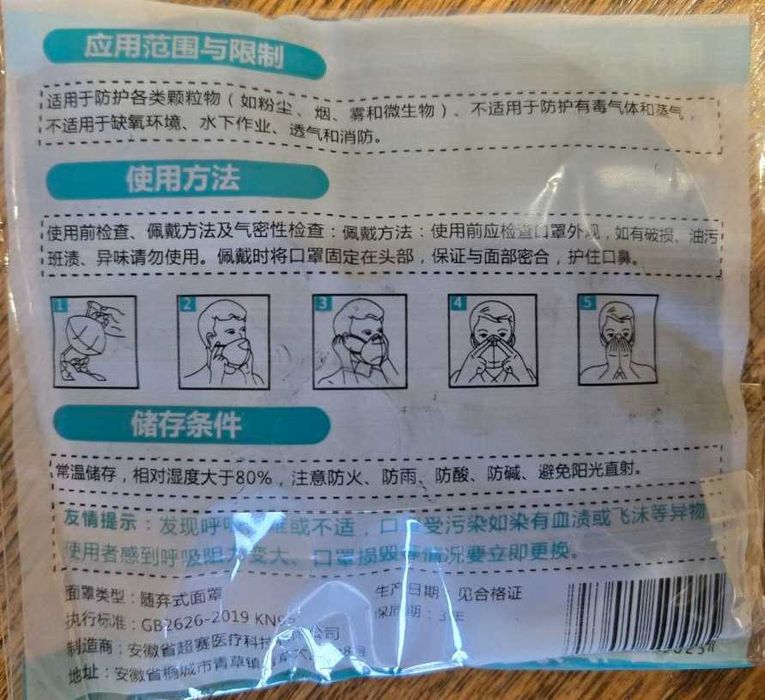 应用范围与限制
适用于防护各类颗粒物（如粉尘、烟、雾和微生物）、不适用于防护有毒气体和蒸气，
不适用于缺氧环境、水下作业、透气和消防。
使用方法
使用前检查、佩戴方法及气密性检查：佩戴方法：使用前应检查口罩外观，如有破损、油污
班渍、异味请勿使用。佩戴时将口罩固定在头部，保证与面部密合，护住口鼻。
1 2 3 4 5
储存条件
常温储存，相对湿度大于80%，注意防火、防雨、防酸、防碱、避免阳光直射。
友情提示：发现呼吸困难或不适，口罩受污染如染有血渍或飞沫等异物
使用者感到呼吸阻力变大、口罩损毁等情况要立即更换。
面罩类型：随弃式面罩 生产日期：见合格证
执行标准：GB2626-2019 KN95 保质期：3年
制造商：安徽省超赛医疗科技有限公司
地址：安徽省桐城市青草镇